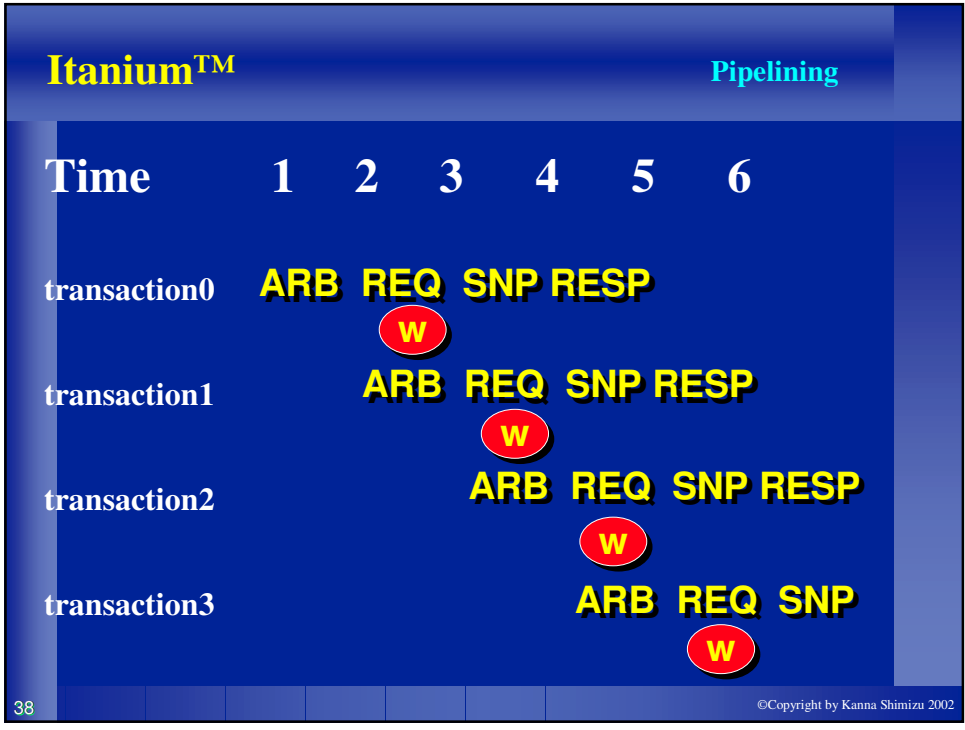 Itanium™ Pipelining
Time 1 2 3 4 5 6
transaction0 ARB REQ SNP RESP
W
transaction1 ARB REQ SNP RESP
W
transaction2 ARB REQ SNP RESP
W
transaction3 ARB REQ SNP
W
38 ©Copyright by Kanna Shimizu 2002